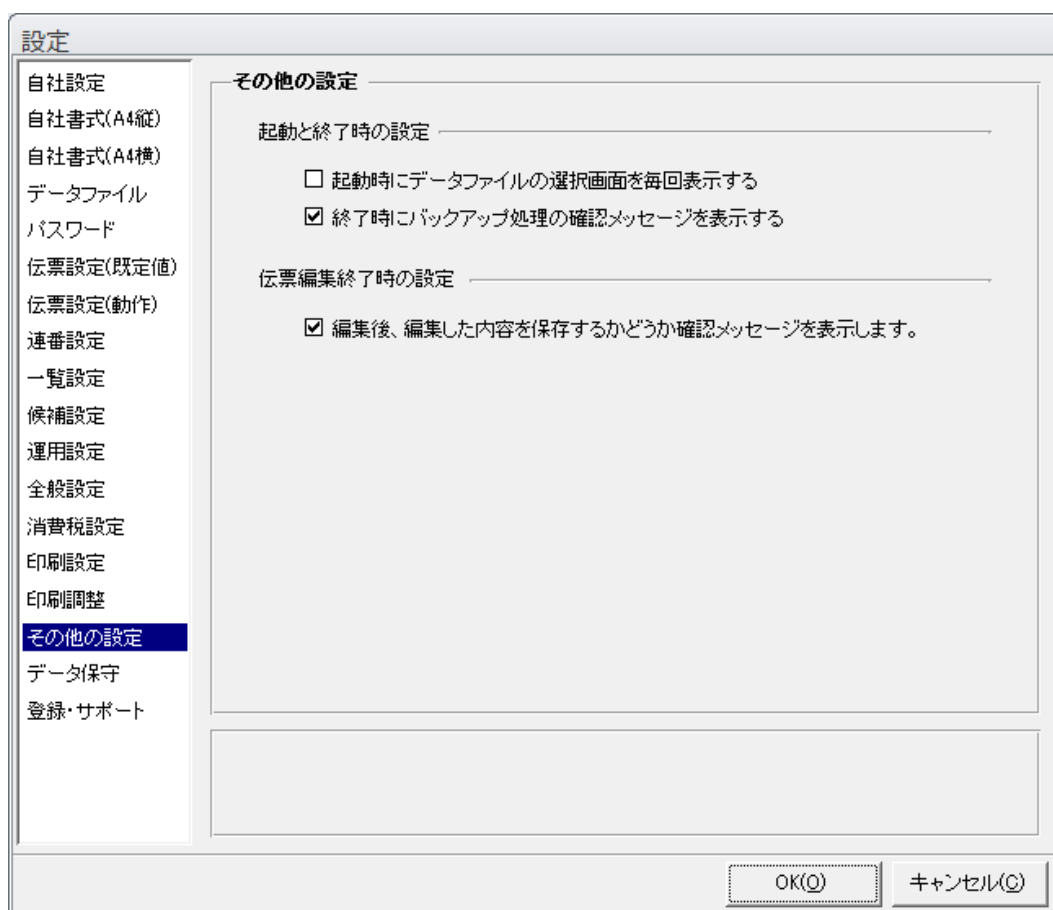 設定
自社設定
自社書式(A4縦)
自社書式(A4横)
データファイル
パスワード
伝票設定(既定値)
伝票設定(動作)
連番設定
一覧設定
候補設定
運用設定
全般設定
消費税設定
印刷設定
印刷調整
その他の設定
データ保守
登録・サポート
その他の設定
起動と終了時の設定
起動時にデータファイルの選択画面を毎回表示する
終了時にバックアップ処理の確認メッセージを表示する
伝票編集終了時の設定
編集後、編集した内容を保存するかどうか確認メッセージを表示します。
OK(O)
キャンセル(C)